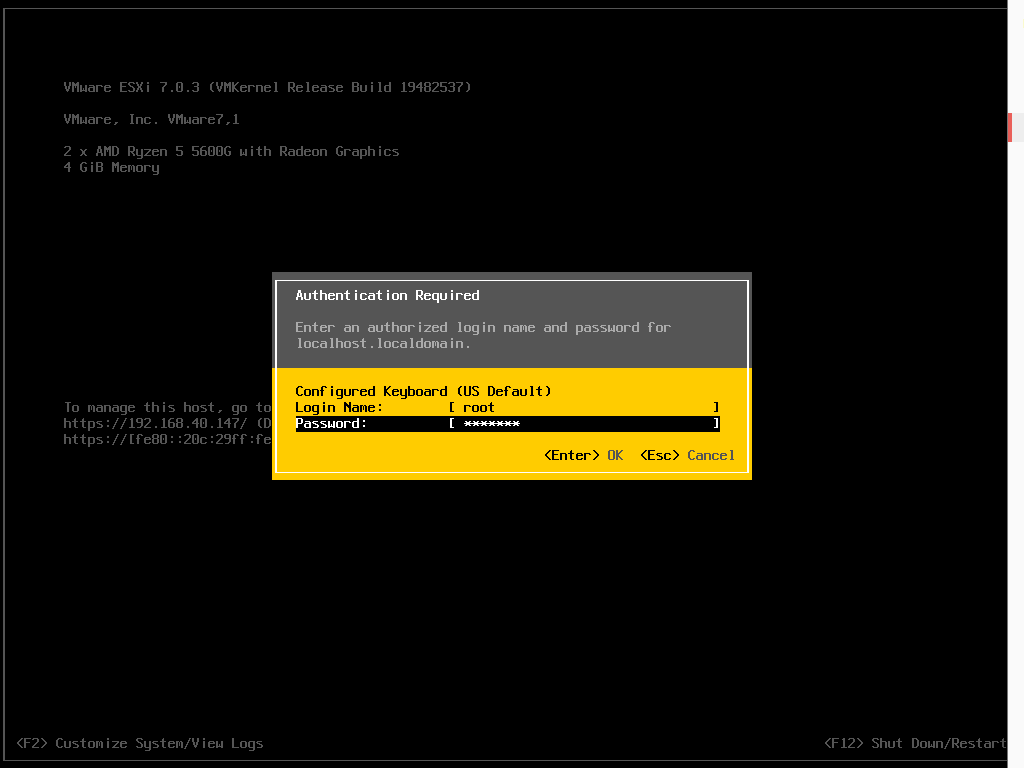 VMware ESXi 7.0.3 (VMKernel Release Build 19482537)
VMware, Inc. VMware7,1
2 x AMD Ryzen 5 5600G with Radeon Graphics
4 GiB Memory
Authentication Required
Enter an authorized login name and password for
localhost.localdomain.
Configured Keyboard (US Default)
Login Name: [ root ]
Password: [ ******* ]
<Enter> OK <Esc> Cancel
To manage this host, go to
https://192.168.40.147/ (D
https://[fe80::20c:29ff:fe
<F2> Customize System/View Logs
<F12> Shut Down/Restart